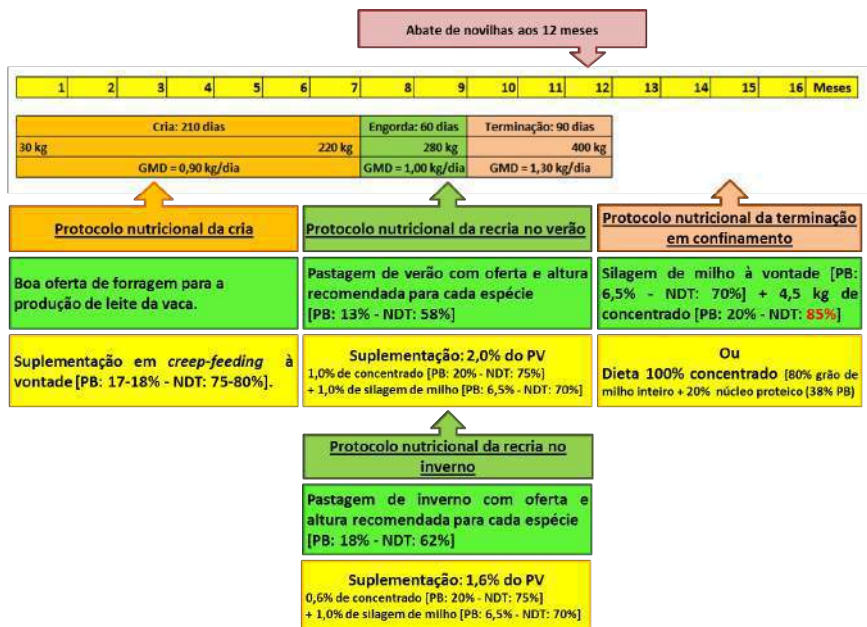 Abate de novilhas aos 12 meses
1 2 3 4 5 6 7 8 9 10 11 12 13 14 15 16 Meses
Cria: 210 dias Engorda: 60 dias Terminação: 90 dias
30 kg 220 kg 280 kg 400 kg
GMD = 0,90 kg/dia GMD = 1,00 kg/dia GMD = 1,30 kg/dia
Protocolo nutricional da cria
Boa oferta de forragem para a
produção de leite da vaca.
Suplementação em creep-feeding à
vontade [PB: 17-18% - NDT: 75-80%].
Protocolo nutricional da recria no verão
Pastagem de verão com oferta e altura
recomendada para cada espécie
[PB: 13% - NDT: 58%]
Suplementação: 2,0% do PV
1,0% de concentrado [PB: 20% - NDT: 75%]
+ 1,0% de silagem de milho [PB: 6,5% - NDT: 70%]
Protocolo nutricional da terminação
em confinamento
Silagem de milho à vontade [PB:
6,5% - NDT: 70%] + 4,5 kg de
concentrado [PB: 20% - NDT: 85%]
Ou
Dieta 100% concentrado [80% grão de
milho inteiro + 20% núcleo proteico (38% PB)
Protocolo nutricional da recria no
inverno
Pastagem de inverno com oferta e
altura recomendada para cada espécie
[PB: 18% - NDT: 62%]
Suplementação: 1,6% do PV
0,6% de concentrado [PB: 20% - NDT: 75%]
+ 1,0% de silagem de milho [PB: 6,5% - NDT: 70%]